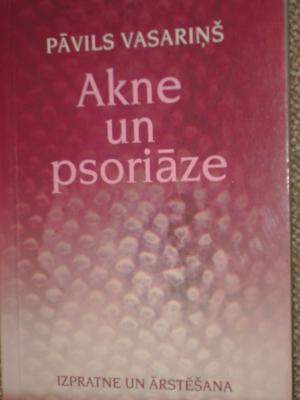 PĀVILS VASARIŅŠ
Akne
un
psoriāze
IZPRATNE UN ĀRSTĒŠANA